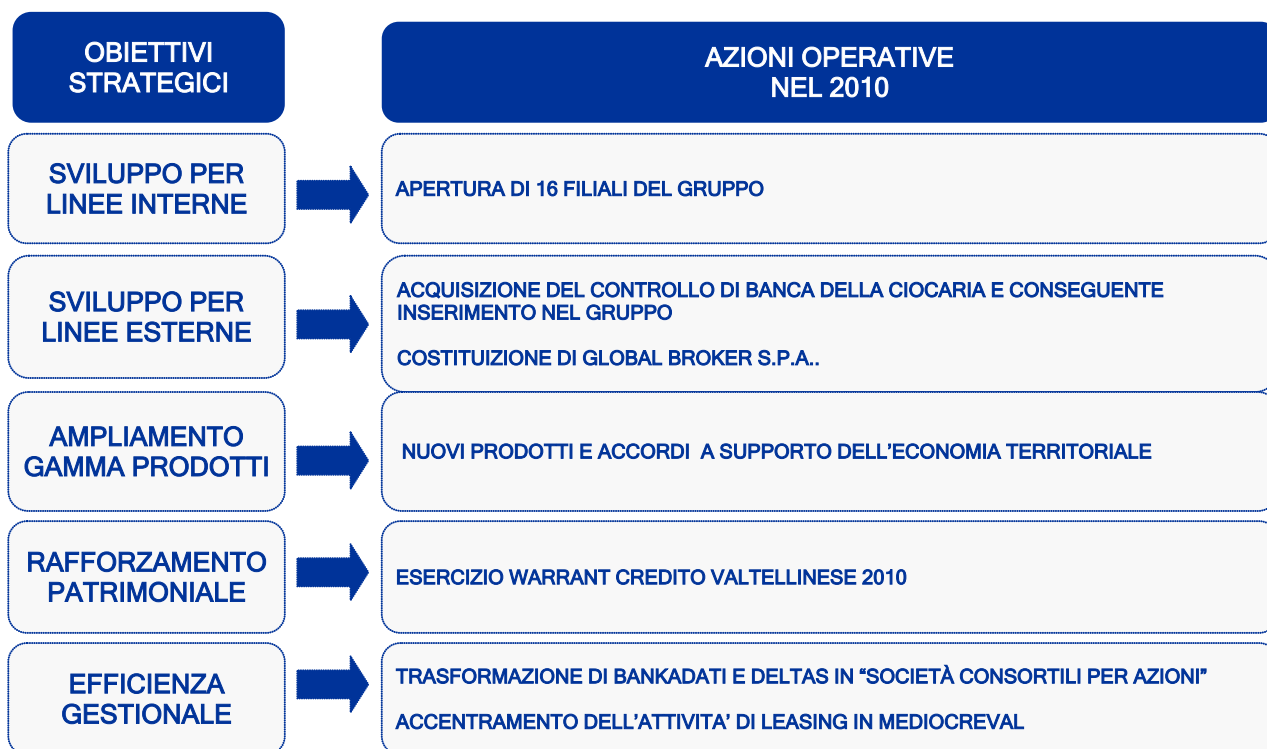 OBIETTIVI
STRATEGICI
AZIONI OPERATIVE
NEL 2010
SVILUPPO PER
LINEE INTERNE
APERTURA DI 16 FILIALI DEL GRUPPO
SVILUPPO PER
LINEE ESTERNE
ACQUISIZIONE DEL CONTROLLO DI BANCA DELLA CIOCARIA E CONSEGUENTE
INSERIMENTO NEL GRUPPO
COSTITUIZIONE DI GLOBAL BROKER S.P.A..
AMPLIAMENTO
GAMMA PRODOTTI
NUOVI PRODOTTI E ACCORDI A SUPPORTO DELL'ECONOMIA TERRITORIALE
RAFFORZAMENTO
PATRIMONIALE
ESERCIZIO WARRANT CREDITO VALTELLINESE 2010
EFFICIENZA
GESTIONALE
TRASFORMAZIONE DI BANKADATI E DELTAS IN “SOCIETÀ CONSORTILI PER AZIONI”
ACCENTRAMENTO DELL'ATTIVITA' DI LEASING IN MEDIOCREVAL